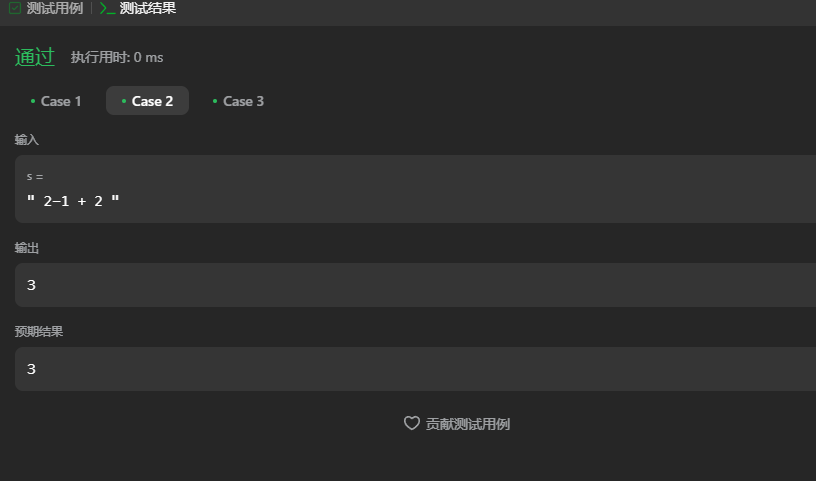 测试用例 | >_ 测试结果
通过 执行用时: 0 ms
• Case 1 • Case 2 • Case 3
输入
s =
" 2-1 + 2 "
输出
3
预期结果
3
贡献测试用例